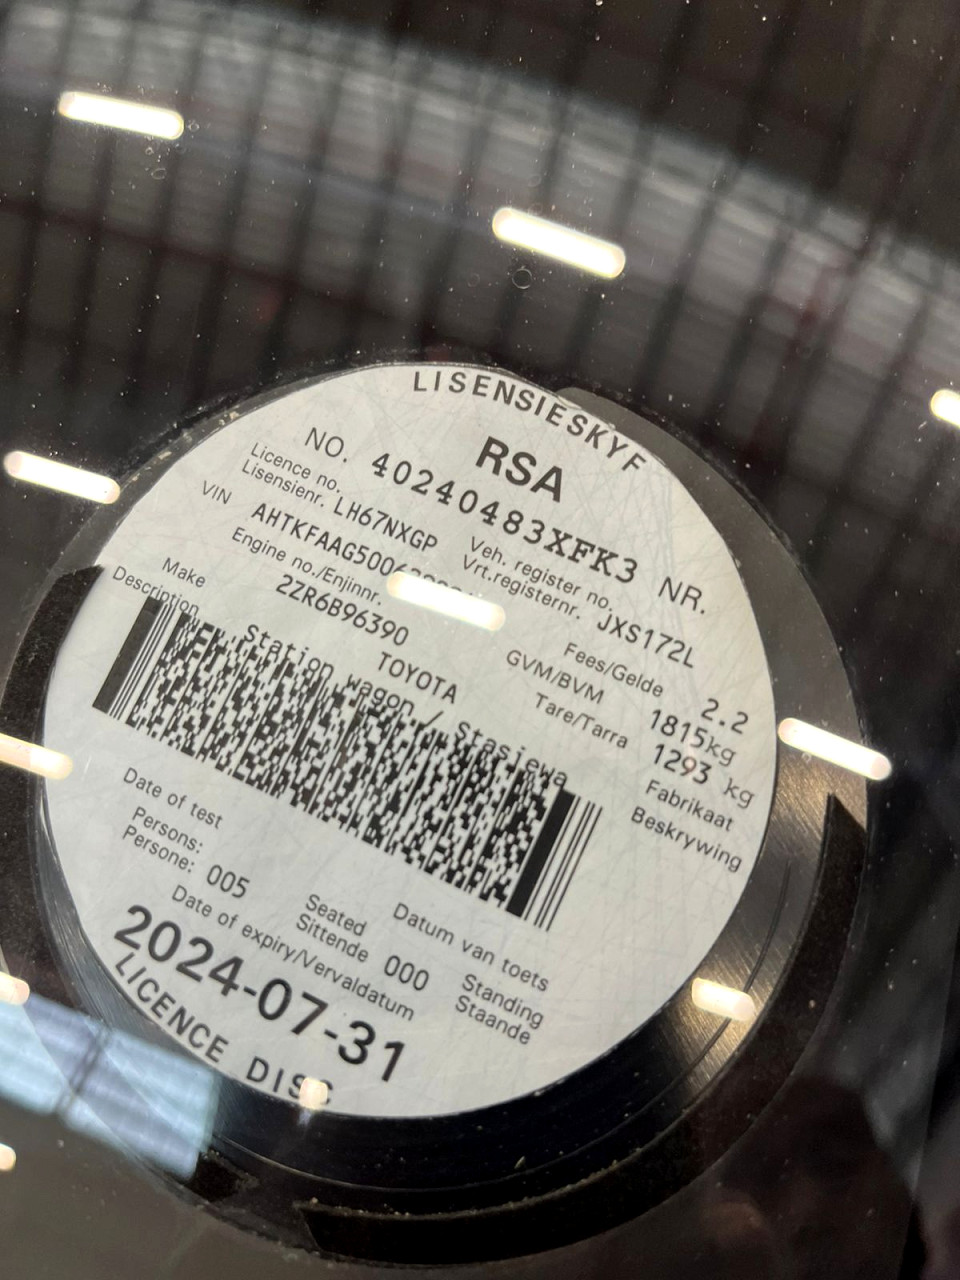 LISENSIESKYF
RSA
NO. 40240483XFK3 NR.
Licence no. Lisensienr. LH67NXGP Veh. register no. Vrt.registernr. JXS172L
VIN Fees/Gelde 2.2
Engine no./Enjinnr. 2ZR6B96390 GVM/BVM 1815kg
Tare/Tarra 1293 kg
Make TOYOTA Fabrikaat
Description Station wagon / Stasiewa Beskrywing
Date of test Datum van toets
Persons: Persone: 005 Seated Sittende 000 Standing Staande
Date of expiry/Vervaldatum
2024-07-31
LICENCE DISC